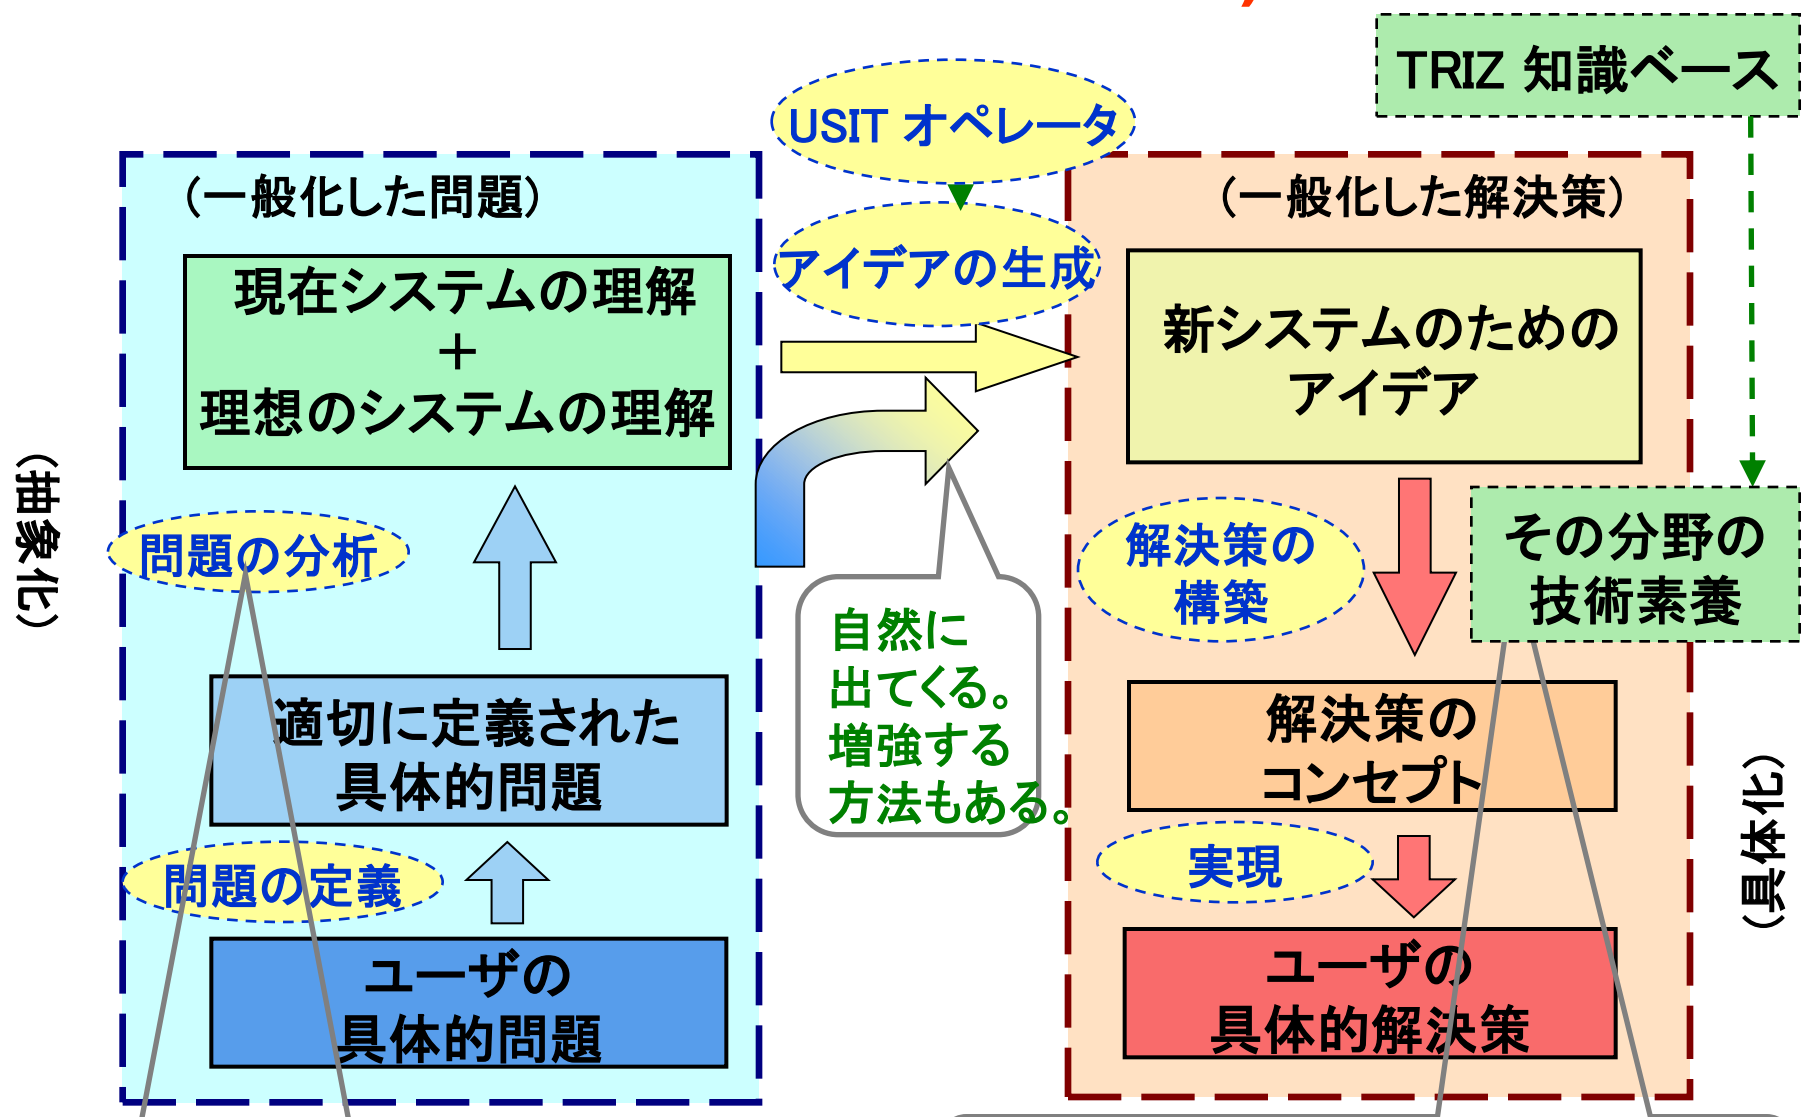 TRIZ 知識ベース
USIT オペレータ
（一般化した問題）
（一般化した解決策）
現在システムの理解
＋
理想のシステムの理解
アイデアの生成
新システムのための
アイデア
（抽象化）
問題の分析
解決策の
構築
その分野の
技術素養
自然に
出てくる。
増強する
方法もある。
適切に定義された
具体的問題
解決策の
コンセプト
（具体化）
問題の定義
実現
ユーザの
具体的問題
ユーザの
具体的解決策